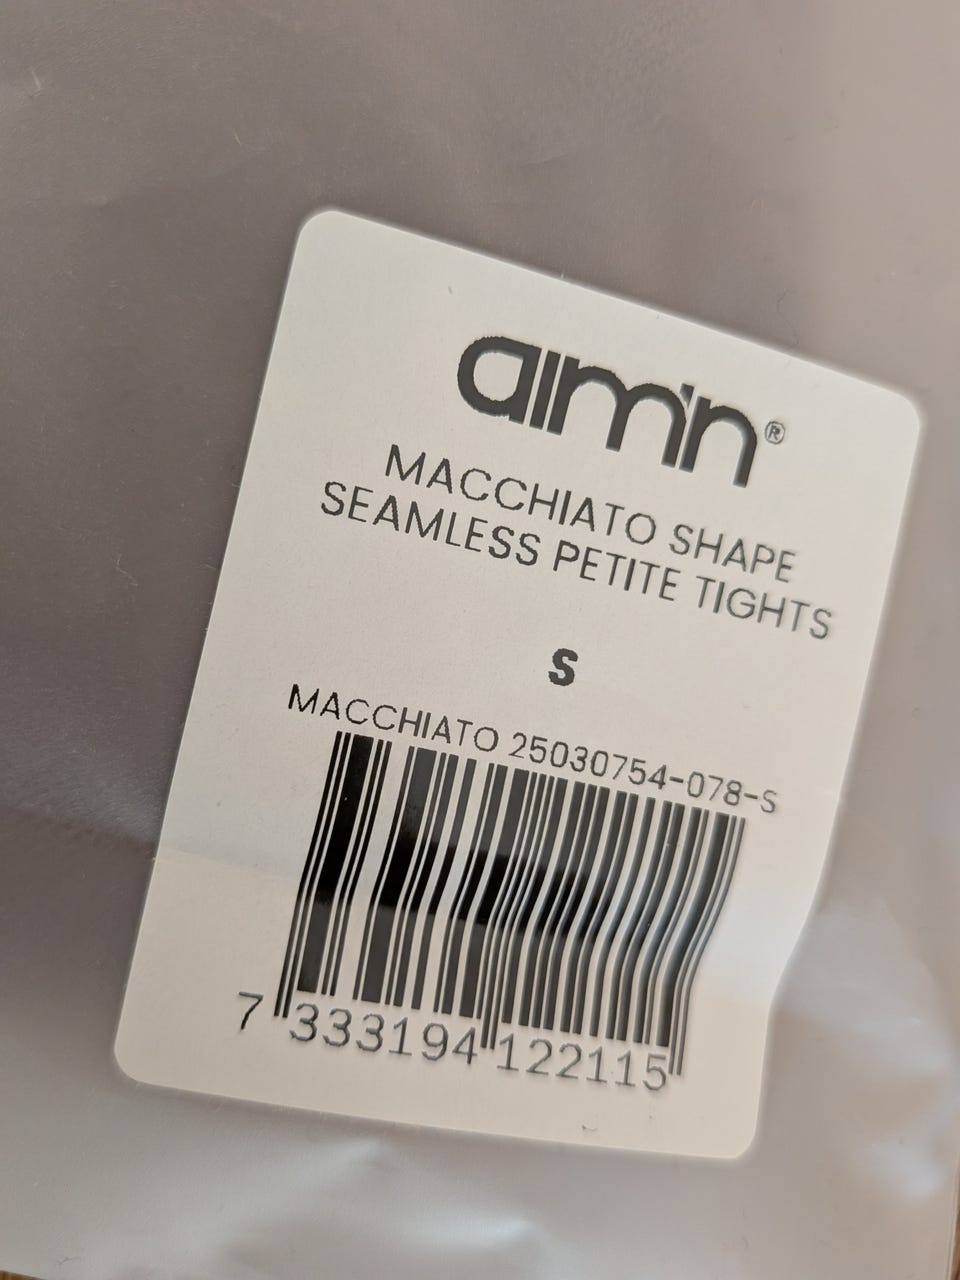 aim'n®
MACCHIATO SHAPE
SEAMLESS PETITE TIGHTS
S
MACCHIATO 25030754-078-S
7 333194 122115